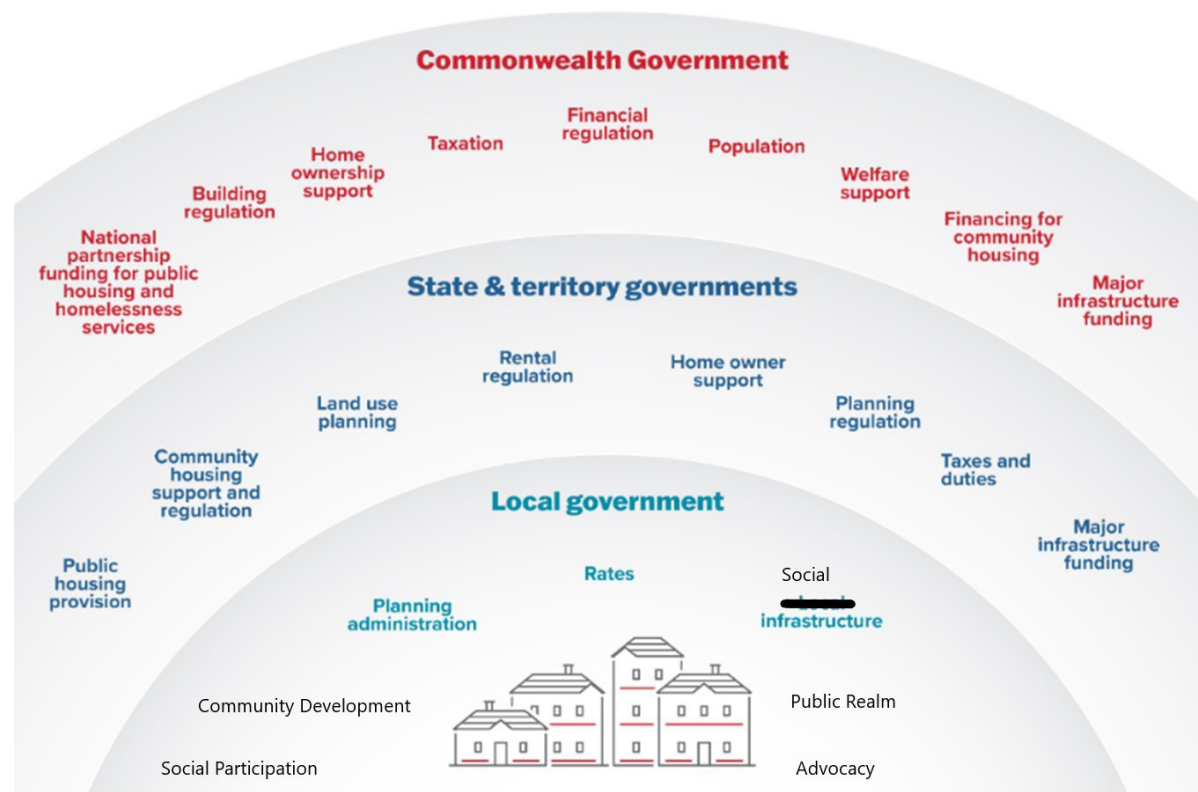 Commonwealth Government
National
partnership
funding for public
housing and
homelessness
services
Building
regulation
Home
ownership
support
Taxation
Financial
regulation
Population
Welfare
support
Financing for
community
housing
Major
infrastructure
funding
State & territory governments
Public
housing
provision
Community
housing
support and
regulation
Land use
planning
Rental
regulation
Home owner
support
Planning
regulation
Taxes and
duties
Major
infrastructure
funding
Local government
Planning
administration
Rates
Social
infrastructure
Community Development
Public Realm
Social Participation
Advocacy